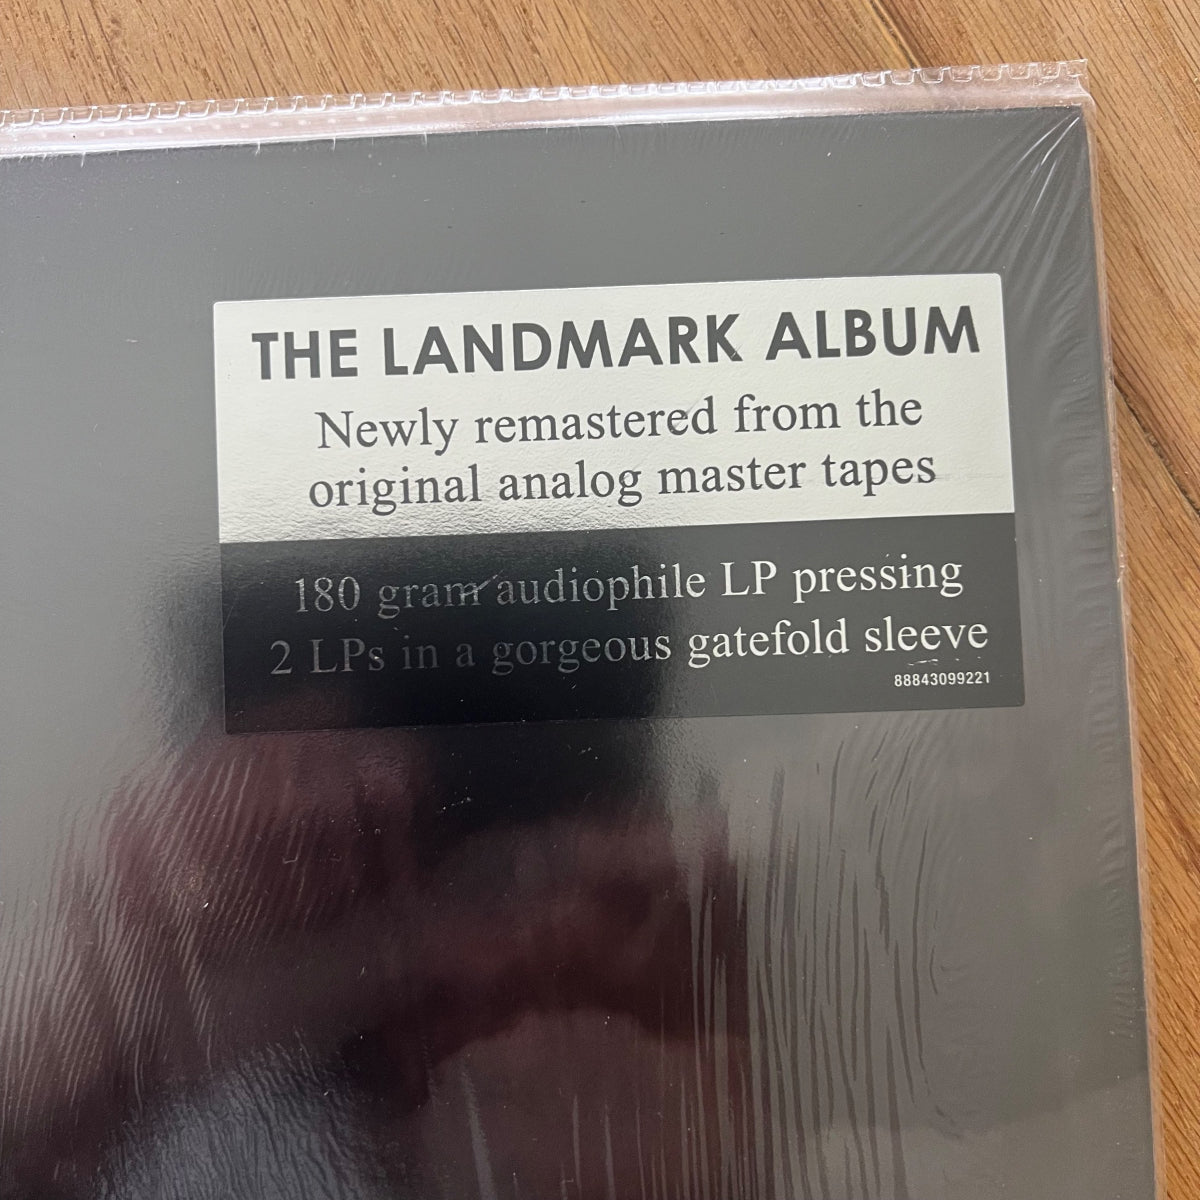 THE LANDMARK ALBUM
Newly remastered from the
original analog master tapes
180 gram audiophile LP pressing
2 LPs in a gorgeous gatefold sleeve
88843099221